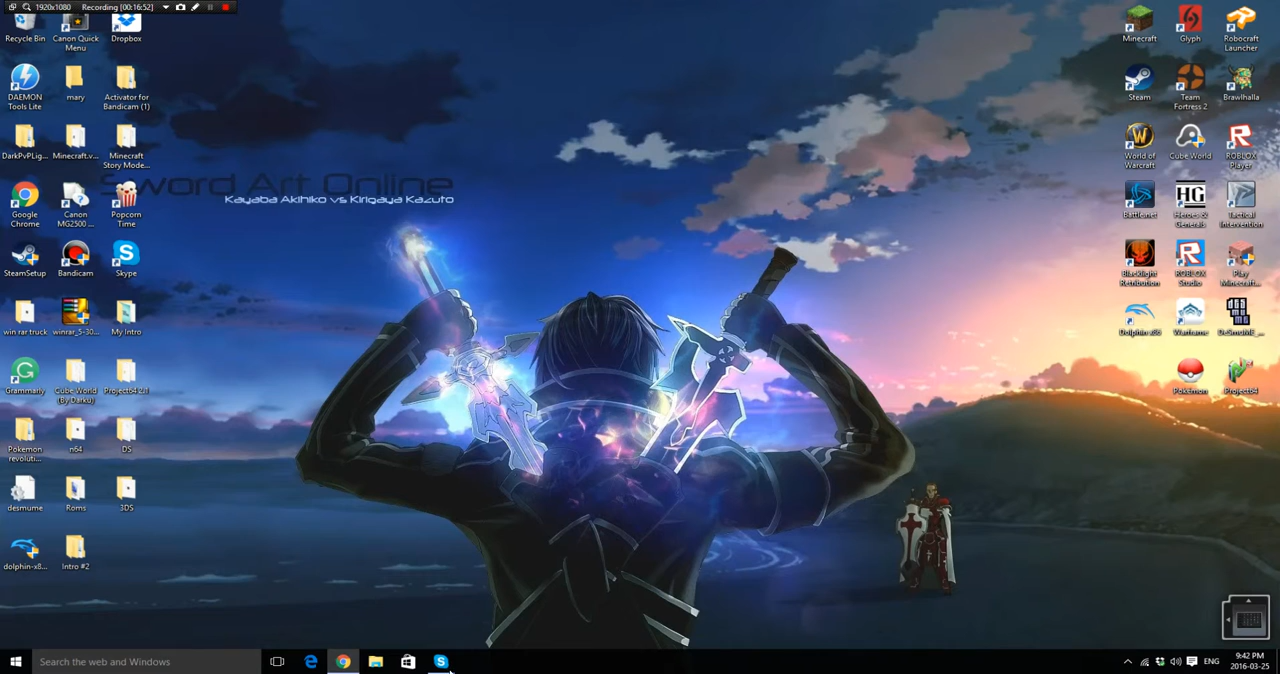 1920x1080 Recording [00:16:52]
Recycle Bin
Canon Quick
Menu
Dropbox
DAEMON
Tools Lite
mary
Activator for
Bandicam (1)
DarkPvPLig...
Minecraft.v...
Minecraft
Story Mode...
Google
Chrome
Canon
MG2500 ...
Popcorn
Time
SteamSetup
Bandicam
Skype
win rar truck
winrar_5-30...
My Intro
Grammarly
Cube World
(By Darku)
Project64 2.1
Pokemon
revoluti...
n64
DS
desmume
Roms
3DS
dolphin-x8...
Intro #2
Sword Art Online
Kayaba Akihiko vs Kirigaya Kazuto
Minecraft
Glyph
Robocraft
Launcher
Steam
Team
Fortress 2
Brawlhalla
World of
Warcraft
Cube World
ROBLOX
Player
Battle.net
HG
Heroes &
Generals
Tactical
Intervention
Blacklight
Retribution
ROBLOX
Studio
Play
Minecraft...
Dolphin x86
Warframe
DeSmuME_...
Pokemon
Project64
Search the web and Windows
ENG
9:42 PM
2016-03-25